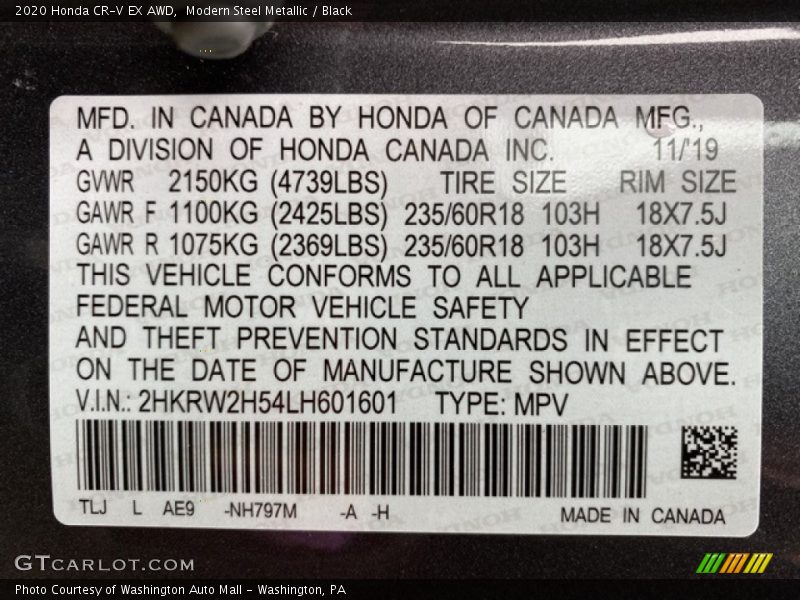 2020 Honda CR-V EX AWD,  Modern Steel Metallic / Black
MFD. IN CANADA BY HONDA OF CANADA MFG.,
A DIVISION OF HONDA CANADA INC. 11/'19
GVWR 2150KG (4739LBS) TIRE SIZE RIM SIZE
GAWR F 1100KG (2425LBS) 235/60R18 103H 18X7.5J
GAWR R 1075KG (2369LBS) 235/60R18 103H 18X7.5J
THIS VEHICLE CONFORMS TO ALL APPLICABLE
FEDERAL MOTOR VEHICLE SAFETY
AND THEFT PREVENTION STANDARDS IN EFFECT
ON THE DATE OF MANUFACTURE SHOWN ABOVE.
V.I.N.: 2HKRW2H54LH601601 TYPE: MPV
TLJ L AE9 -NH797M -A -H MADE IN CANADA
GTCARLOT.COM
Photo Courtesy of Washington Auto Mall - Washington, PA